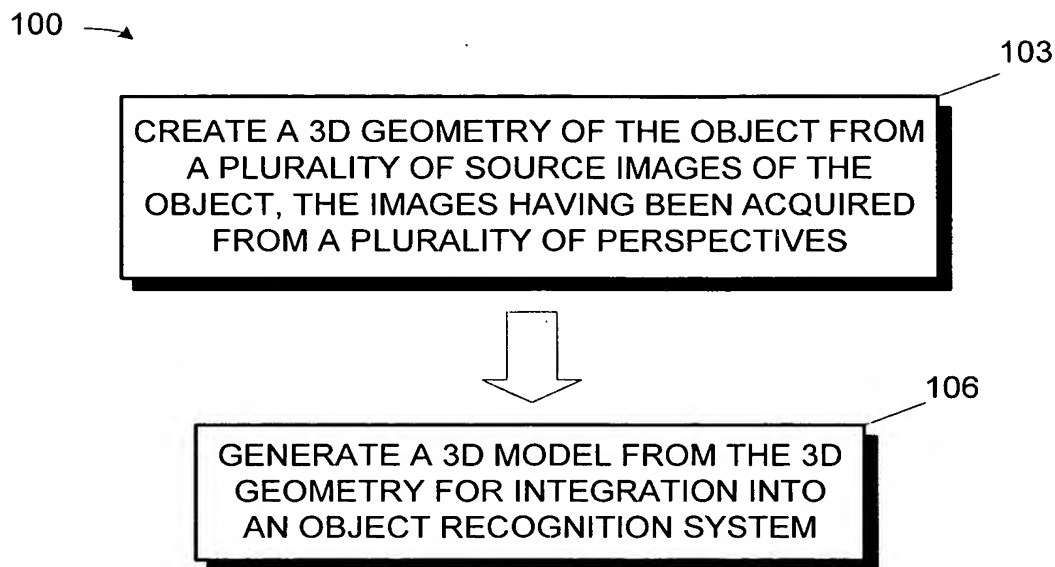 100
103
CREATE A 3D GEOMETRY OF THE OBJECT FROM
A PLURALITY OF SOURCE IMAGES OF THE
OBJECT, THE IMAGES HAVING BEEN ACQUIRED
FROM A PLURALITY OF PERSPECTIVES
106
GENERATE A 3D MODEL FROM THE 3D
GEOMETRY FOR INTEGRATION INTO
AN OBJECT RECOGNITION SYSTEM